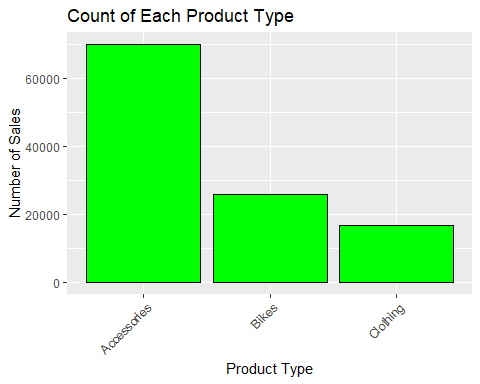 Count of Each Product Type
Number of Sales
60000
40000
20000
0
Accessories
Bikes
Clothing
Product Type